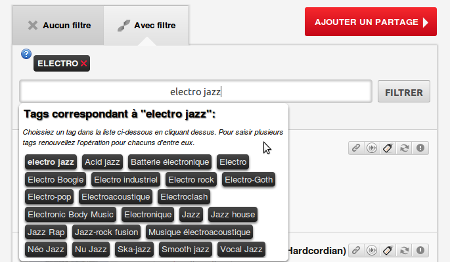 Aucun filtre
Avec filtre
AJOUTER UN PARTAGE
ELECTRO
electro jazz
FILTRER
Tags correspondant à "electro jazz":
Choisissez un tag dans la liste ci-dessous en cliquant dessus. Pour saisir plusieurs
tags renouvellez l'opération pour chacuns d'entre eux.
electro jazz Acid jazz Batterie électronique Electro
Electro Boogie Electro industriel Electro rock Electro-Goth
Electro-pop Electroacoustique Electroclash
Electronic Body Music Electronique Jazz Jazz house
Jazz Rap Jazz-rock fusion Musique électroacoustique
Néo Jazz Nu Jazz Ska-jazz Smooth jazz Vocal Jazz
Hardcordian)